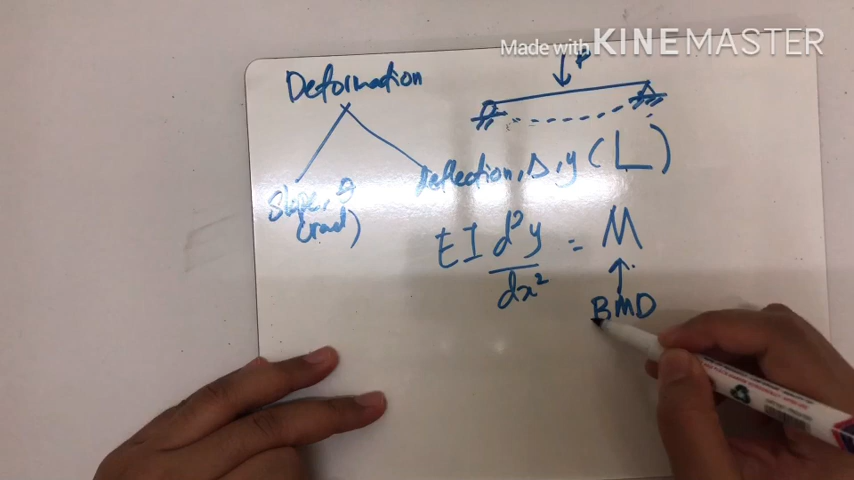 Made with KINEMASTER
P
Deformation
Deflection, Δ, y (L)
Slope, θ
(rad)
EI d²y/dx² = M
BMD